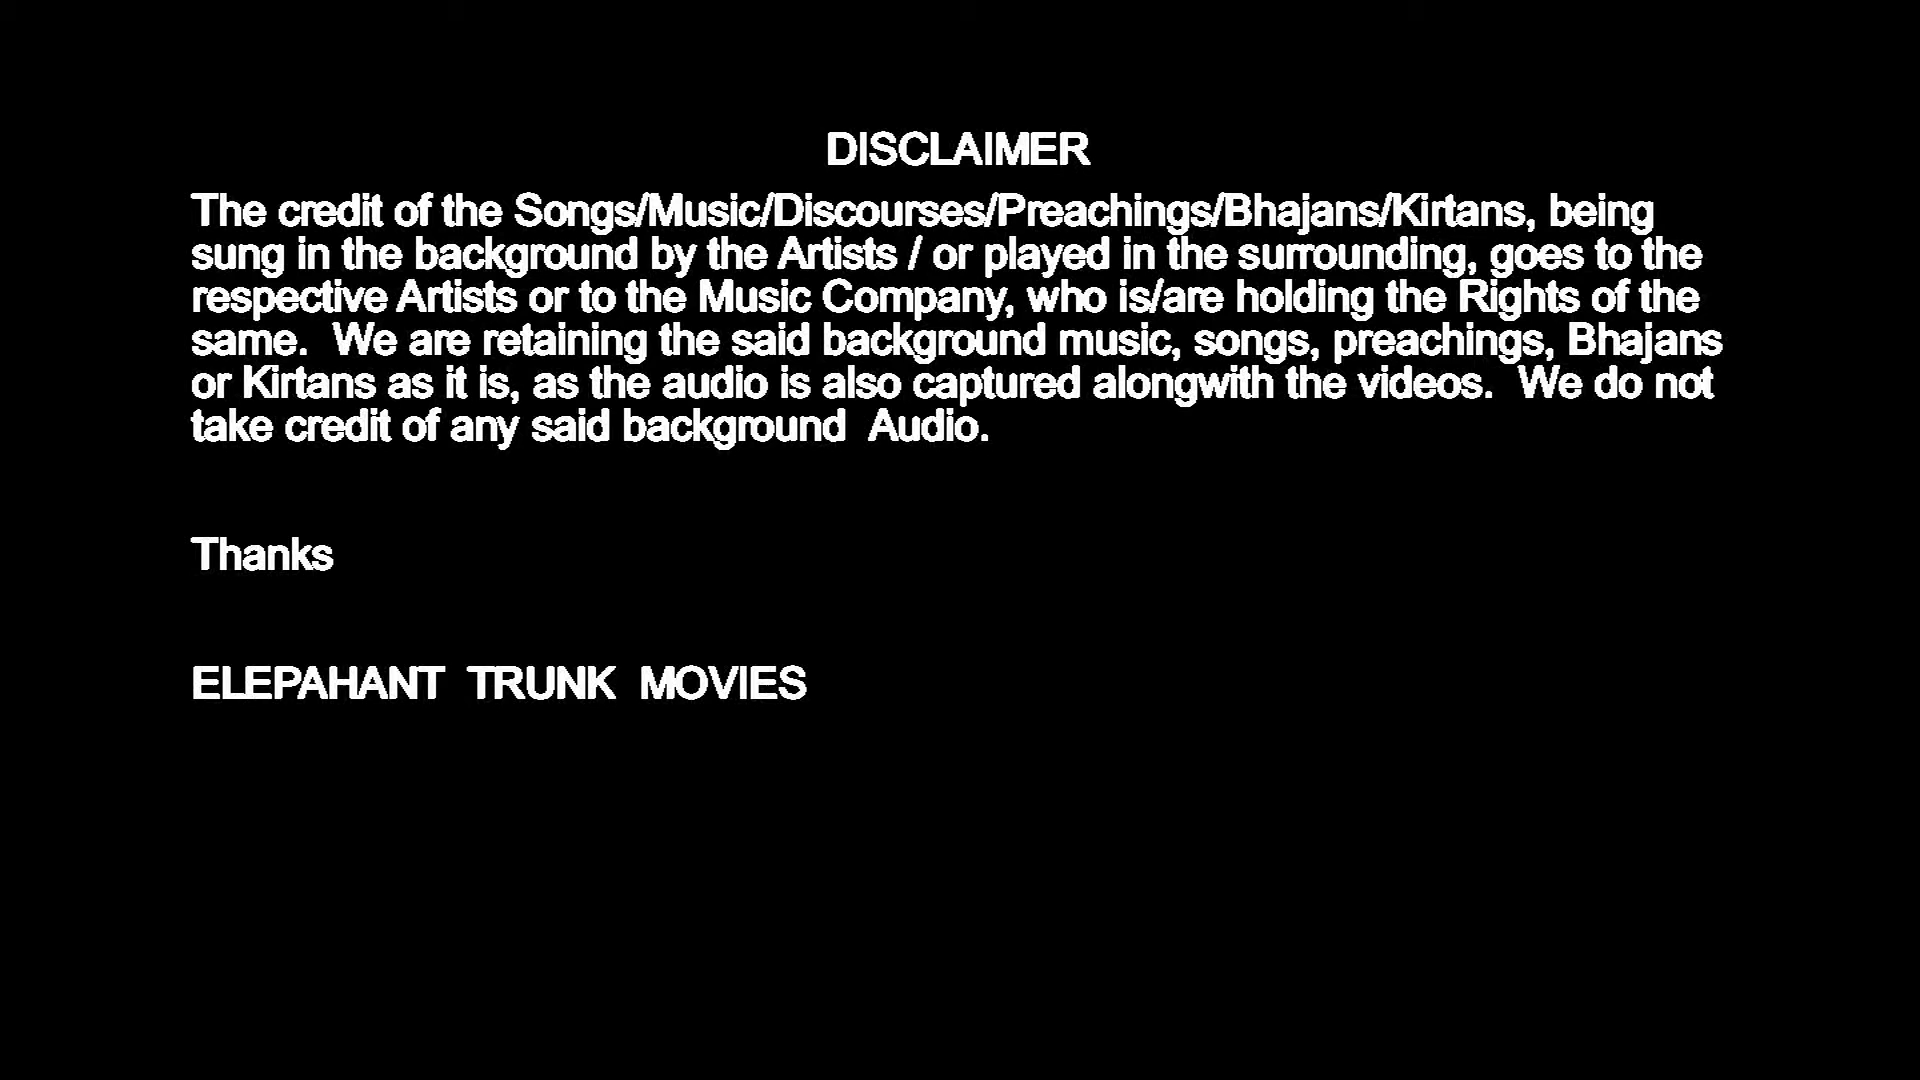 DISCLAIMER
The credit of the Songs/Music/Discourses/Preachings/Bhajans/Kirtans, being
sung in the background by the Artists / or played in the surrounding, goes to the
respective Artists or to the Music Company, who is/are holding the Rights of the
same.  We are retaining the said background music, songs, preachings, Bhajans
or Kirtans as it is, as the audio is also captured alongwith the videos.  We do not
take credit of any said background  Audio.
Thanks
ELEPAHANT  TRUNK  MOVIES